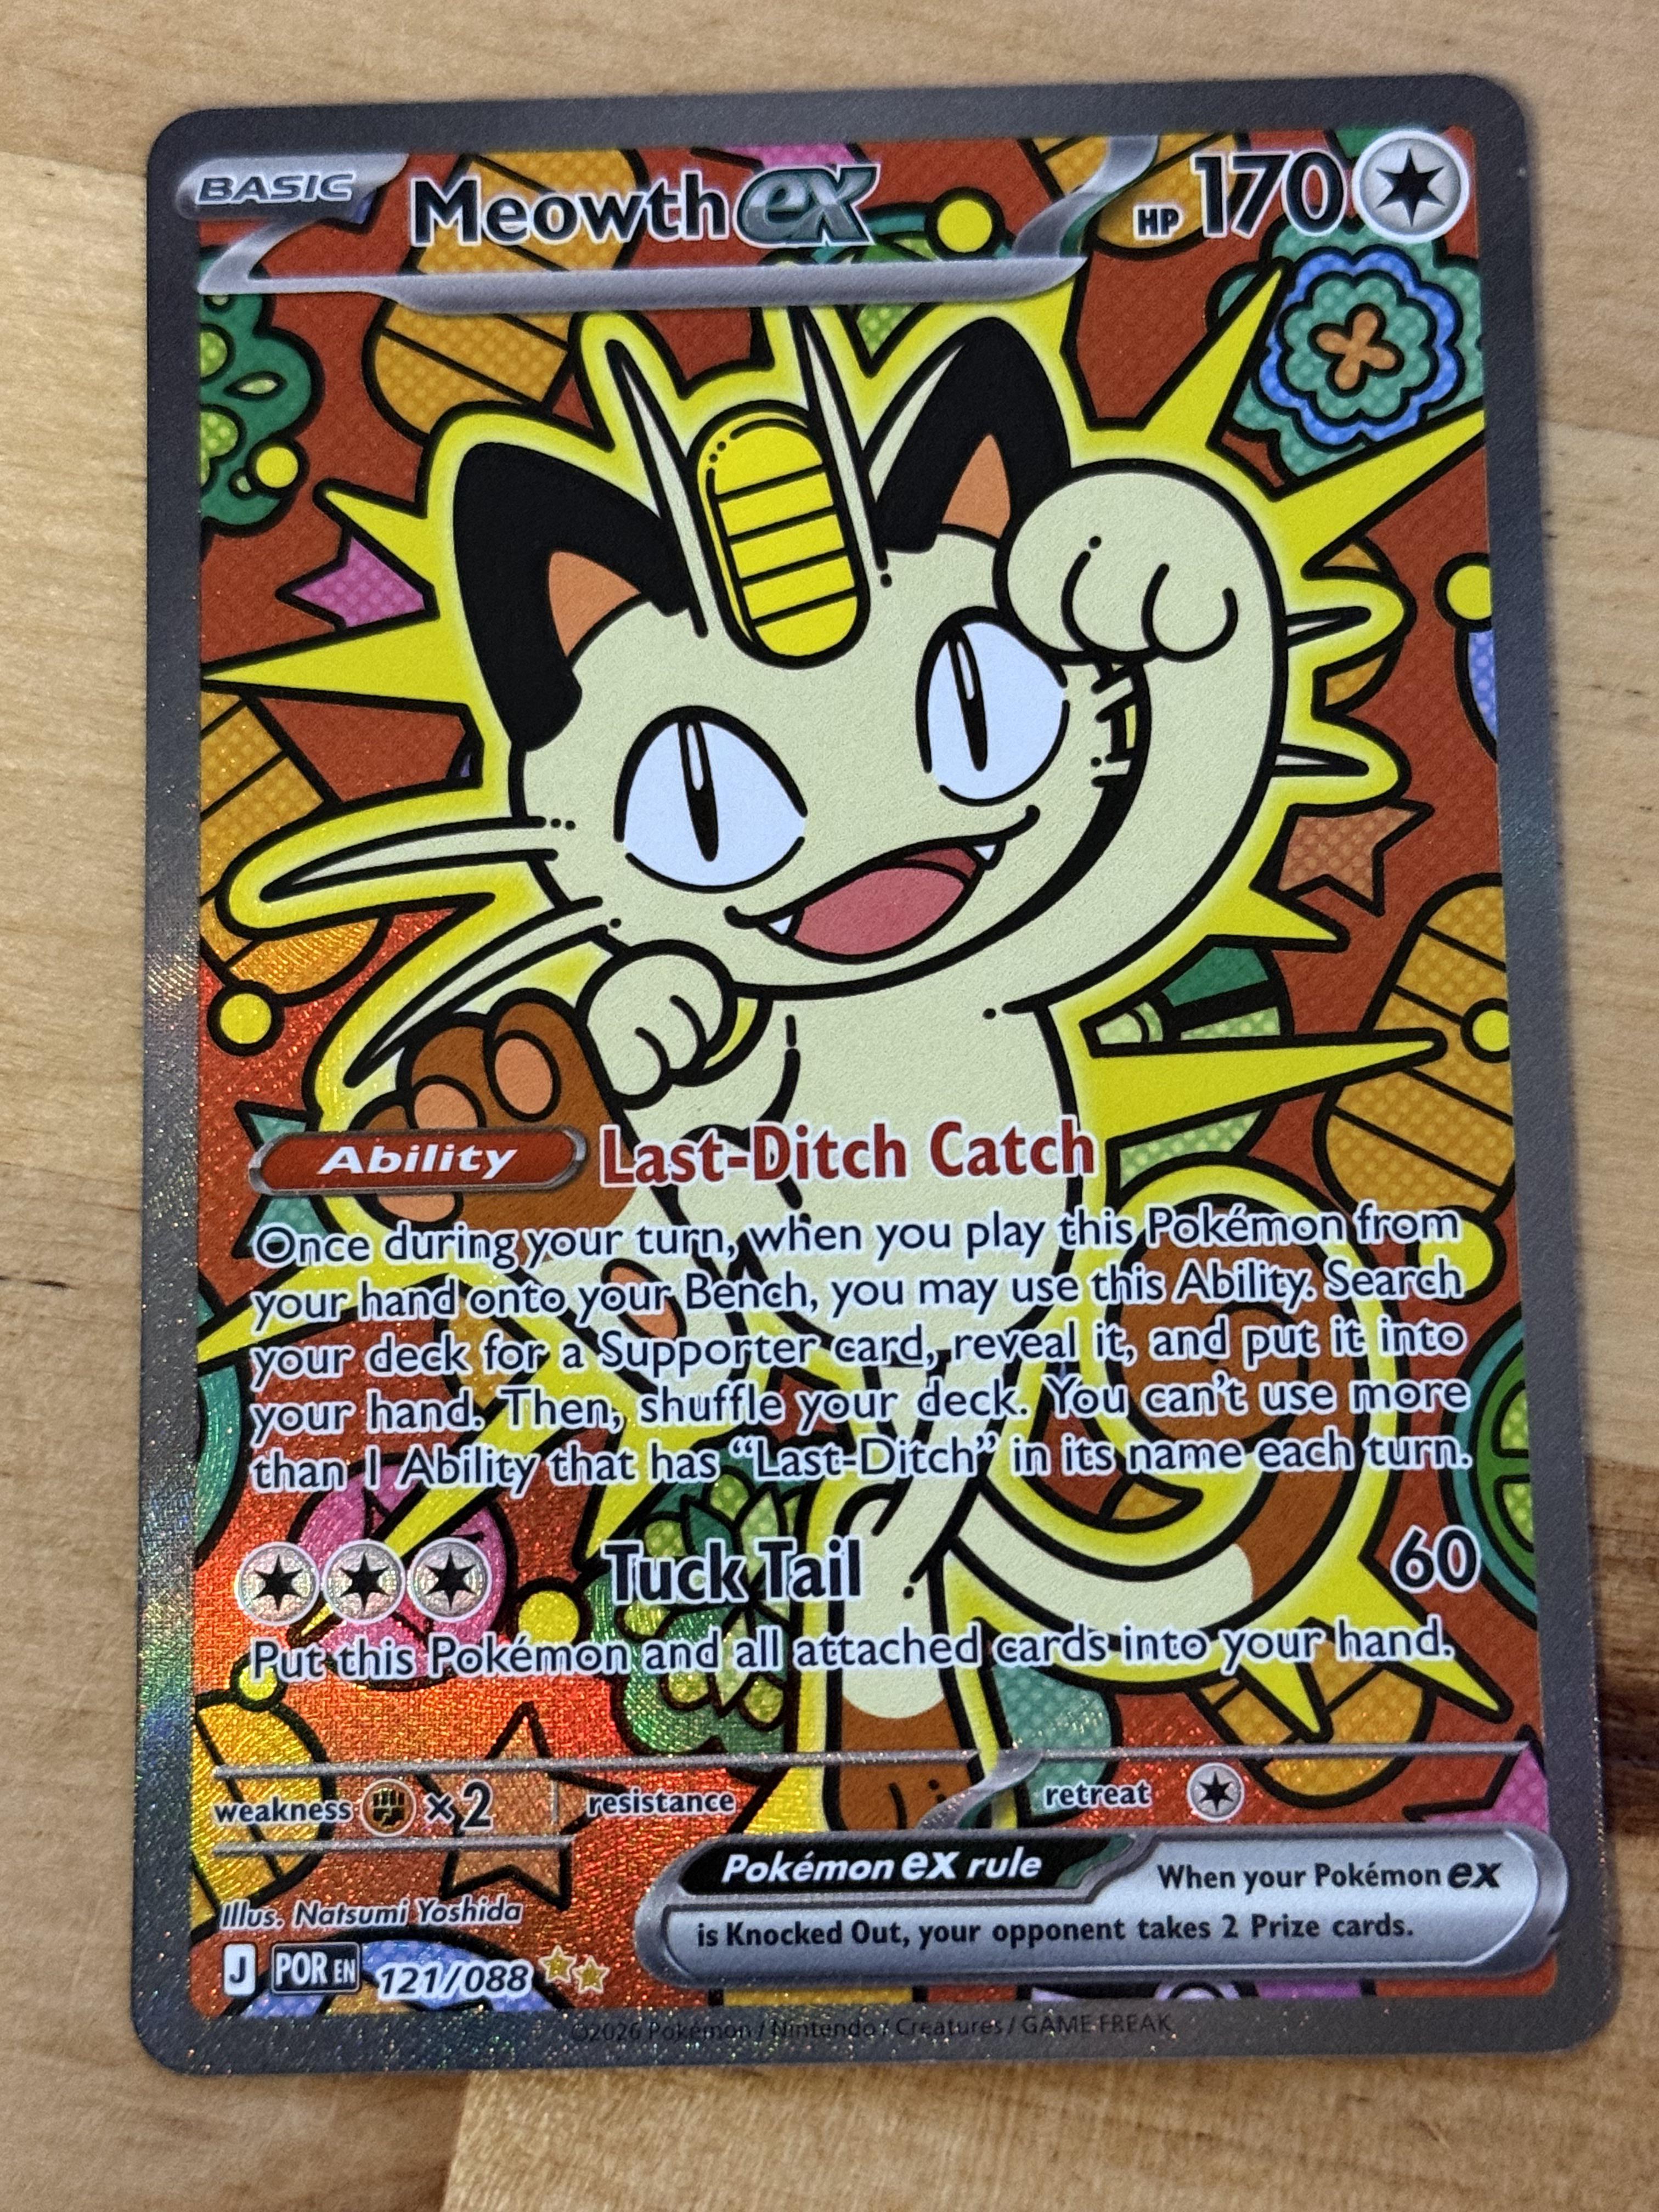 BASIC Meowth ex HP 170
Ability Last-Ditch Catch
Once during your turn, when you play this Pokémon from
your hand onto your Bench, you may use this Ability. Search
your deck for a Supporter card, reveal it, and put it into
your hand. Then, shuffle your deck. You can't use more
than 1 Ability that has “Last-Ditch” in its name each turn.
Tuck Tail 60
Put this Pokémon and all attached cards into your hand.
weakness ×2 resistance retreat
Pokémon ex rule When your Pokémon ex
is Knocked Out, your opponent takes 2 Prize cards.
Illus. Natsumi Yoshida
J POR EN 121/088
©2026 Pokémon / Nintendo / Creatures / GAME FREAK